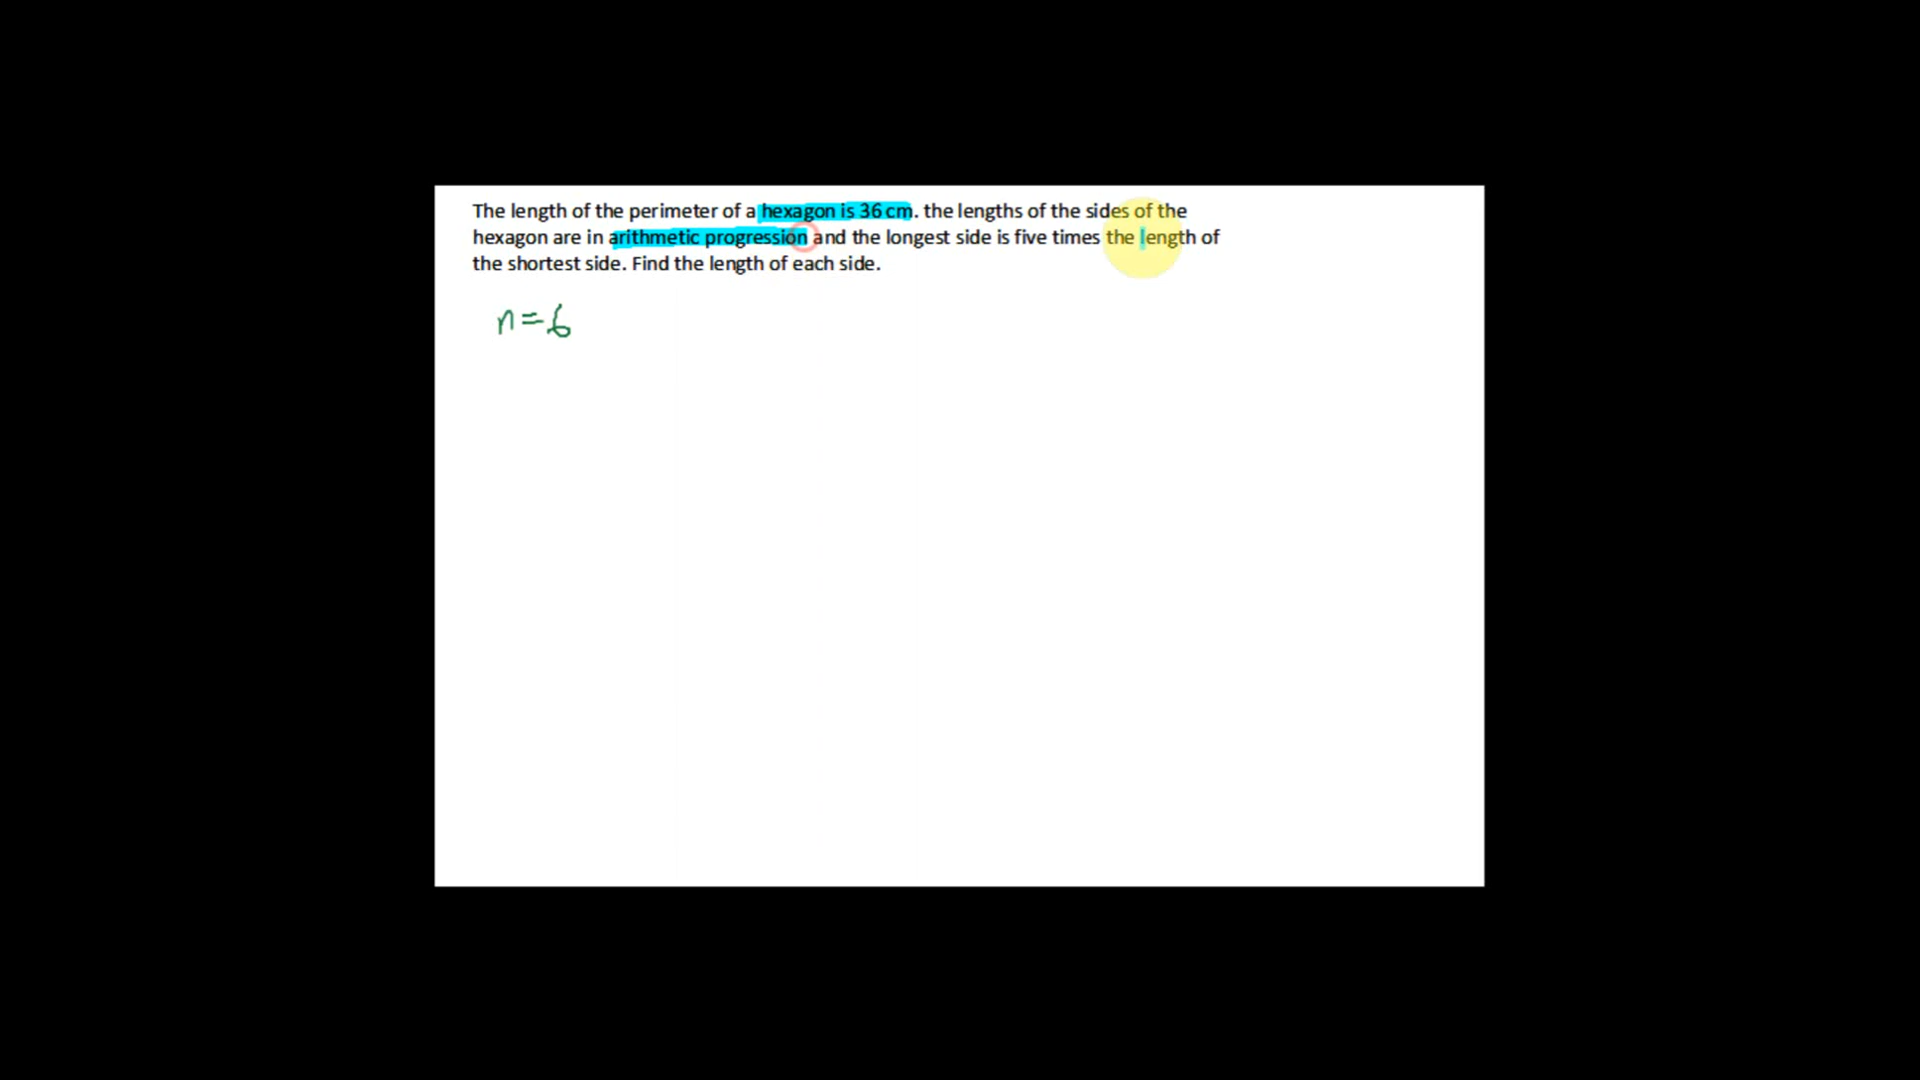 The length of the perimeter of a hexagon is 36 cm. the lengths of the sides of the
hexagon are in arithmetic progression and the longest side is five times the length of
the shortest side. Find the length of each side.
n=6